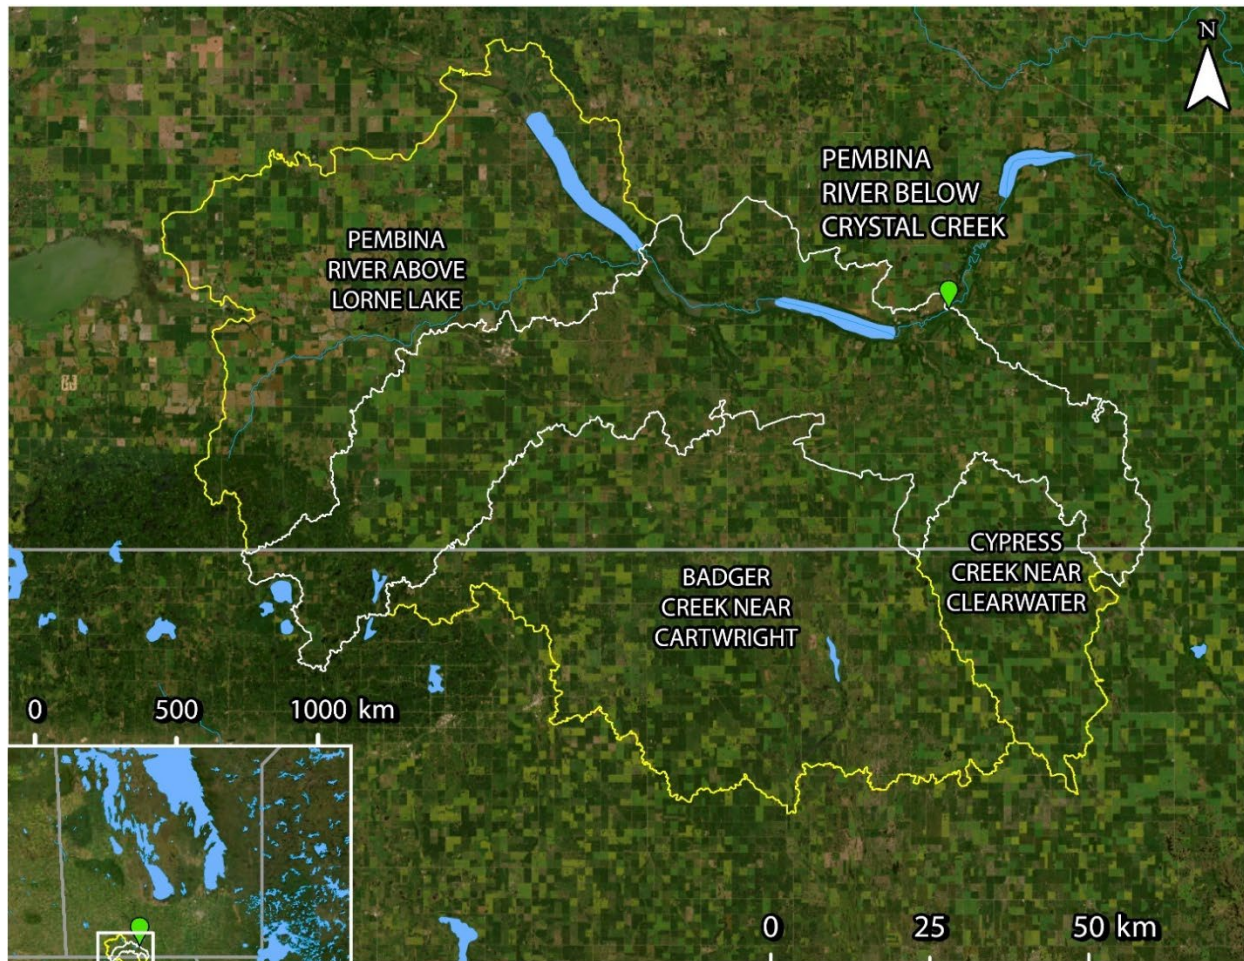 N
PEMBINA
RIVER BELOW
CRYSTAL CREEK
PEMBINA
RIVER ABOVE
LORNE LAKE
CYPRESS
CREEK NEAR
CLEARWATER
BADGER
CREEK NEAR
CARTWRIGHT
0 500 1000 km
0 25 50 km